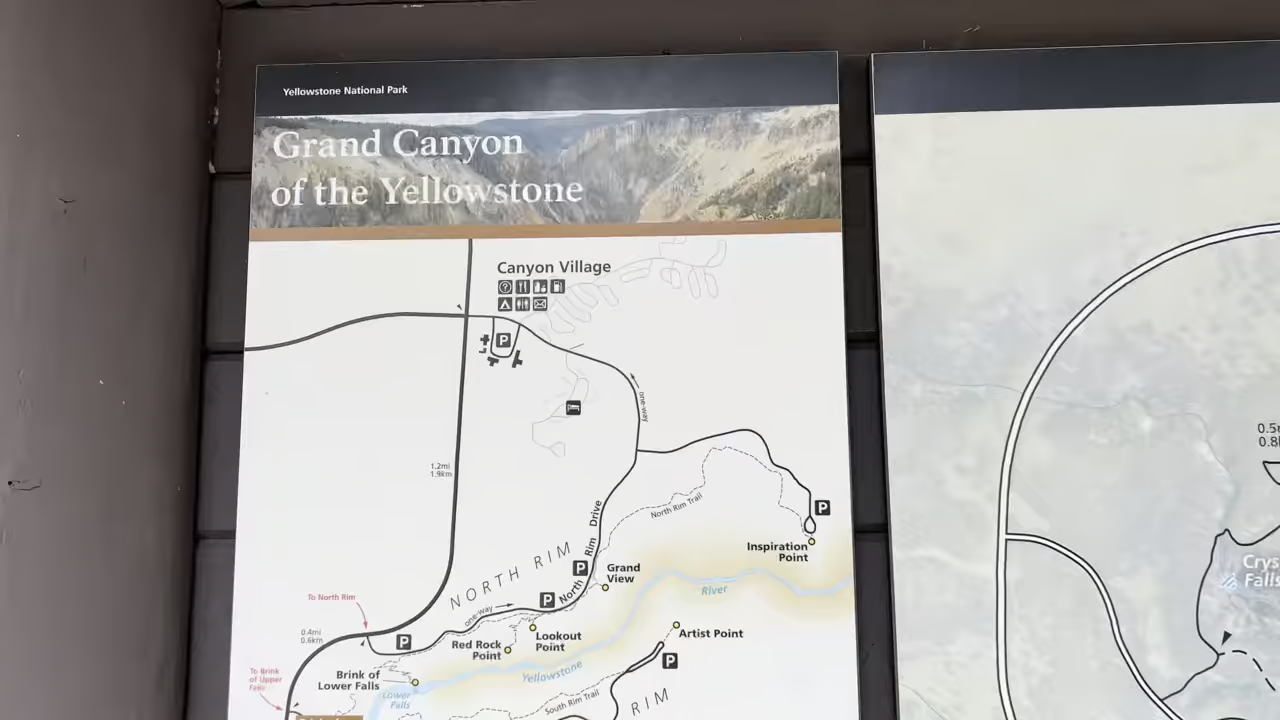 Yellowstone National Park
Grand Canyon
of the Yellowstone
Canyon Village
P
one-way
1.2mi
1.9km
North Rim Trail
P
Inspiration
Point
NORTH RIM
North Rim Drive
P
Grand
View
River
To North Rim
one-way
P
0.4mi
0.6km
P
Red Rock
Point
Lookout
Point
Artist Point
P
To Brink
of Upper
Falls
Brink of
Lower Falls
Lower
Falls
Yellowstone
South Rim Trail
RIM
0.8
Crys
Falls